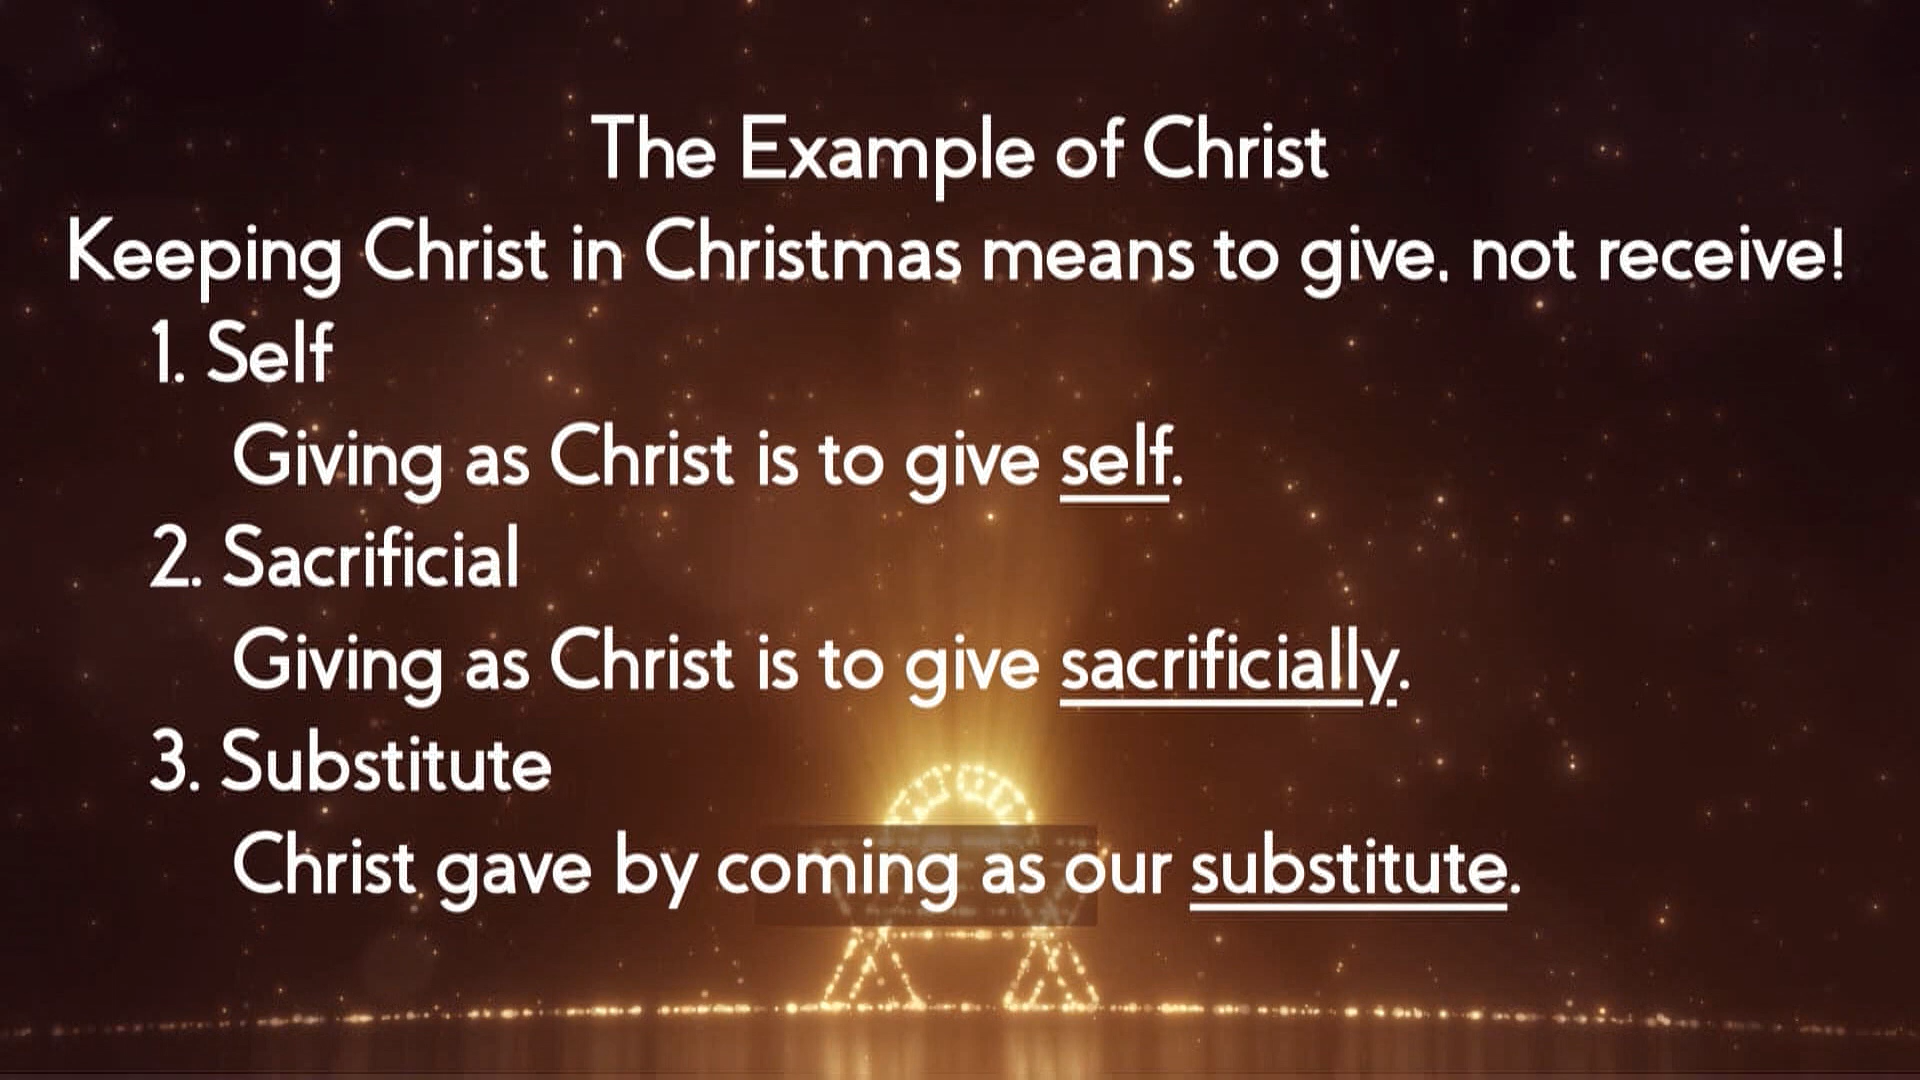 The Example of Christ
Keeping Christ in Christmas means to give. not receive!
1. Self
Giving as Christ is to give self.
2. Sacrificial
Giving as Christ is to give sacrificially.
3. Substitute
Christ gave by coming as our substitute.